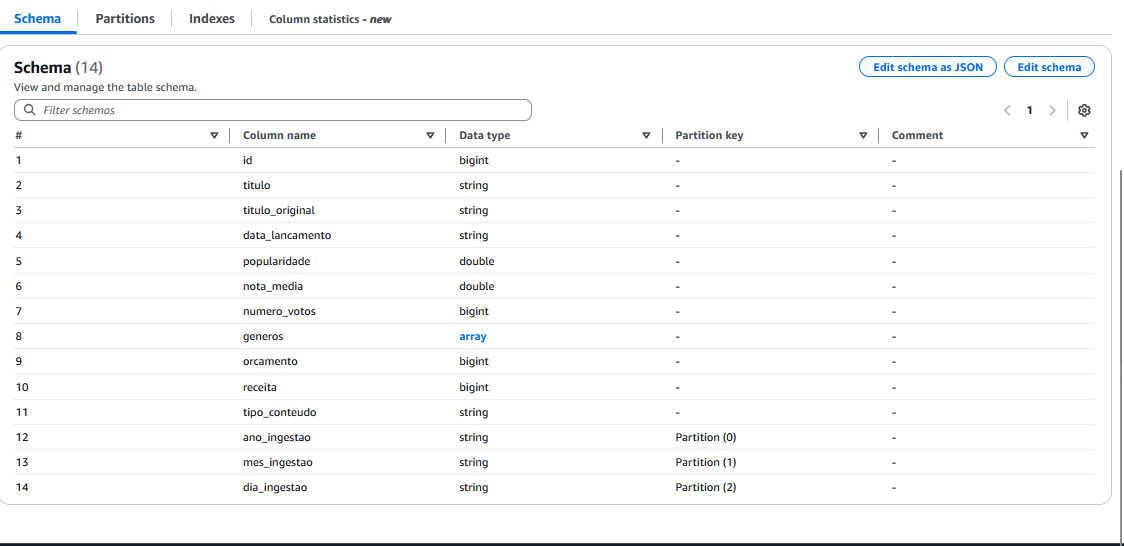 Schema Partitions Indexes Column statistics - new
Schema (14) Edit schema as JSON Edit schema
View and manage the table schema.
Filter schemas 1
# Column name Data type Partition key Comment
1 id bigint - -
2 titulo string - -
3 titulo_original string - -
4 data_lancamento string - -
5 popularidade double - -
6 nota_media double - -
7 numero_votos bigint - -
8 generos array - -
9 orcamento bigint - -
10 receita bigint - -
11 tipo_conteudo string - -
12 ano_ingestao string Partition (0) -
13 mes_ingestao string Partition (1) -
14 dia_ingestao string Partition (2) -